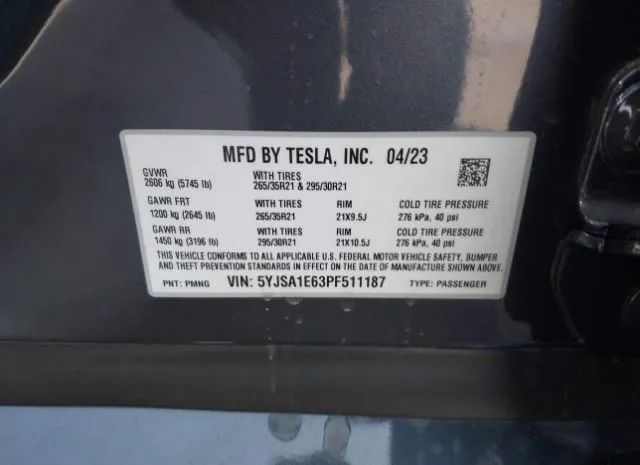 MFD BY TESLA, INC. 04/23
GVWR
2606 kg (5745 lb)
WITH TIRES
265/35R21 & 295/30R21
GAWR FRT
1200 kg (2645 lb)
WITH TIRES
265/35R21
RIM
21X9.5J
COLD TIRE PRESSURE
276 kPa, 40 psi
GAWR RR
1450 kg (3196 lb)
WITH TIRES
295/30R21
RIM
21X10.5J
COLD TIRE PRESSURE
276 kPa, 40 psi
THIS VEHICLE CONFORMS TO ALL APPLICABLE U.S. FEDERAL MOTOR VEHICLE SAFETY, BUMPER
AND THEFT PREVENTION STANDARDS IN EFFECT ON THE DATE OF MANUFACTURE SHOWN ABOVE.
PNT: PMNG VIN: 5YJSA1E63PF511187 TYPE: PASSENGER